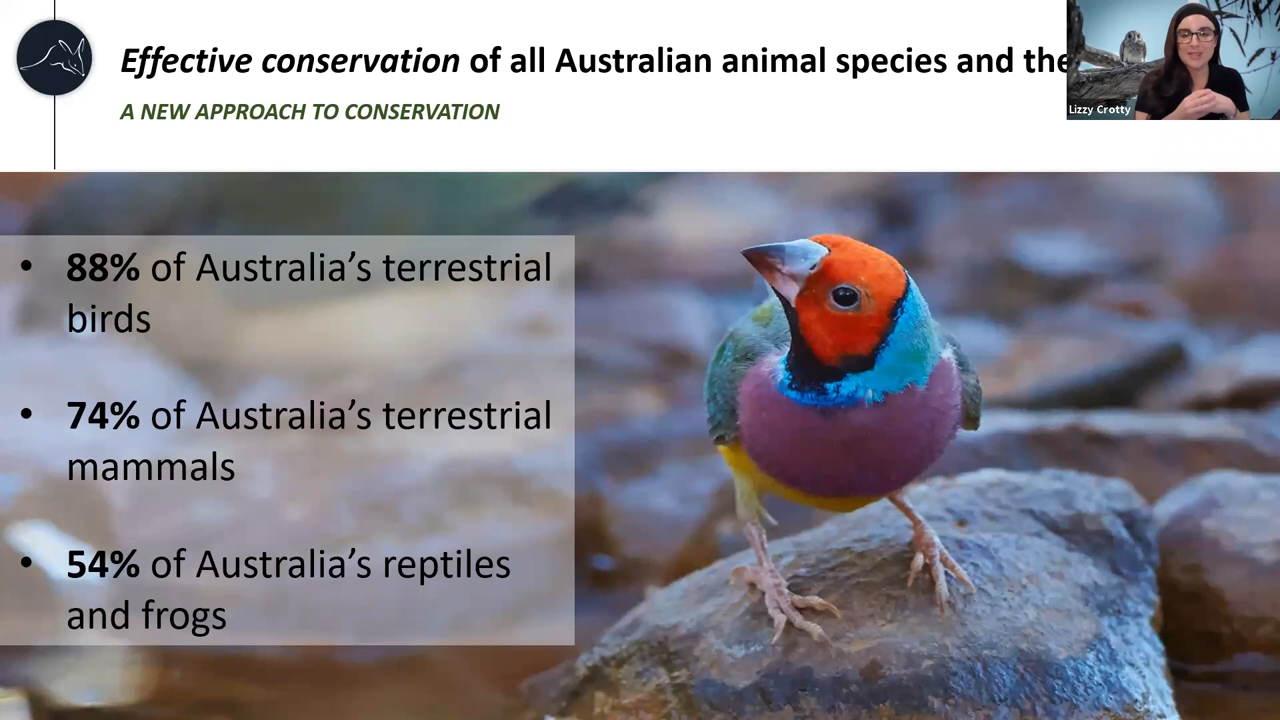 Effective conservation of all Australian animal species and the
A NEW APPROACH TO CONSERVATION
Lizzy Crotty
• 88% of Australia’s terrestrial
birds
• 74% of Australia’s terrestrial
mammals
• 54% of Australia’s reptiles
and frogs